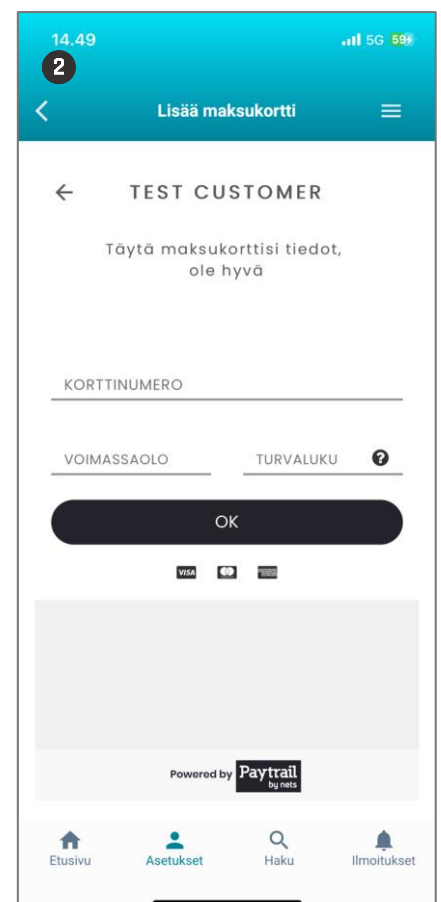 14.49
5G 59
2
Lisää maksukortti
TEST CUSTOMER
Täytä maksukorttisi tiedot,
ole hyvä
KORTTINUMERO
VOIMASSAOLO TURVALUKU ?
OK
VISA
Powered by Paytrail
by nets
Etusivu Asetukset Haku Ilmoitukset